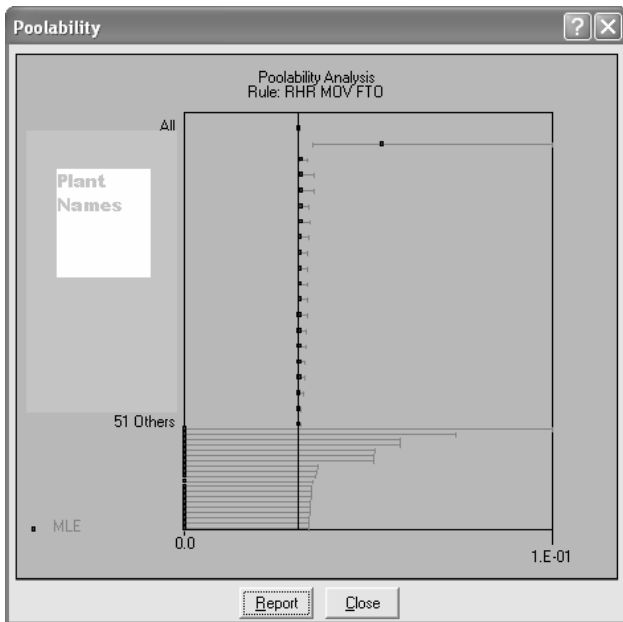 Poolability
Poolability Analysis
Rule: RHR MOV FTO
All
Plant
Names
51 Others
MLE
0.0
1.E-01
Report
Close